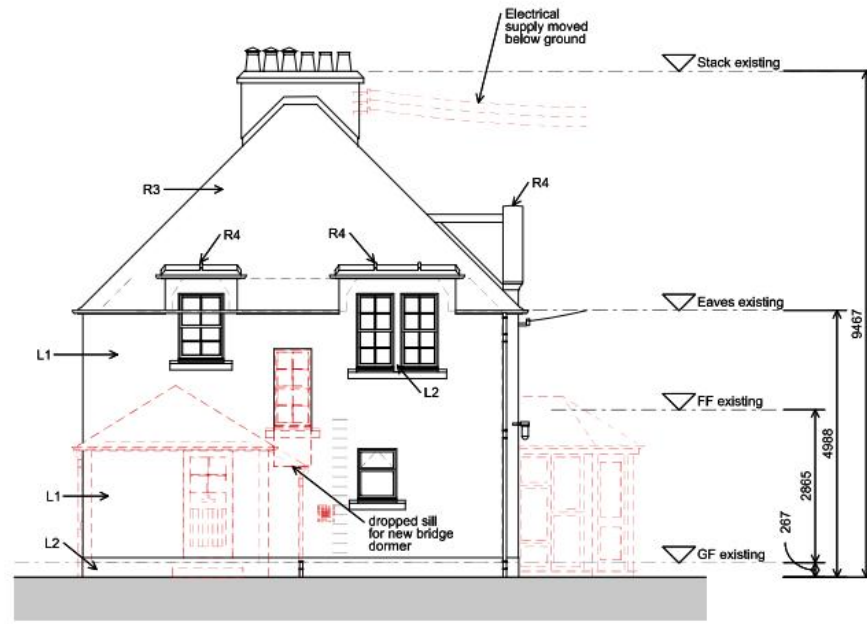 Electrical
supply moved
below ground
Stack existing
R3
R4
R4
R4
Eaves existing
L1
L2
FF existing
L1
L2
dropped sill
for new bridge
dormer
GF existing
267
2865
4988
9467